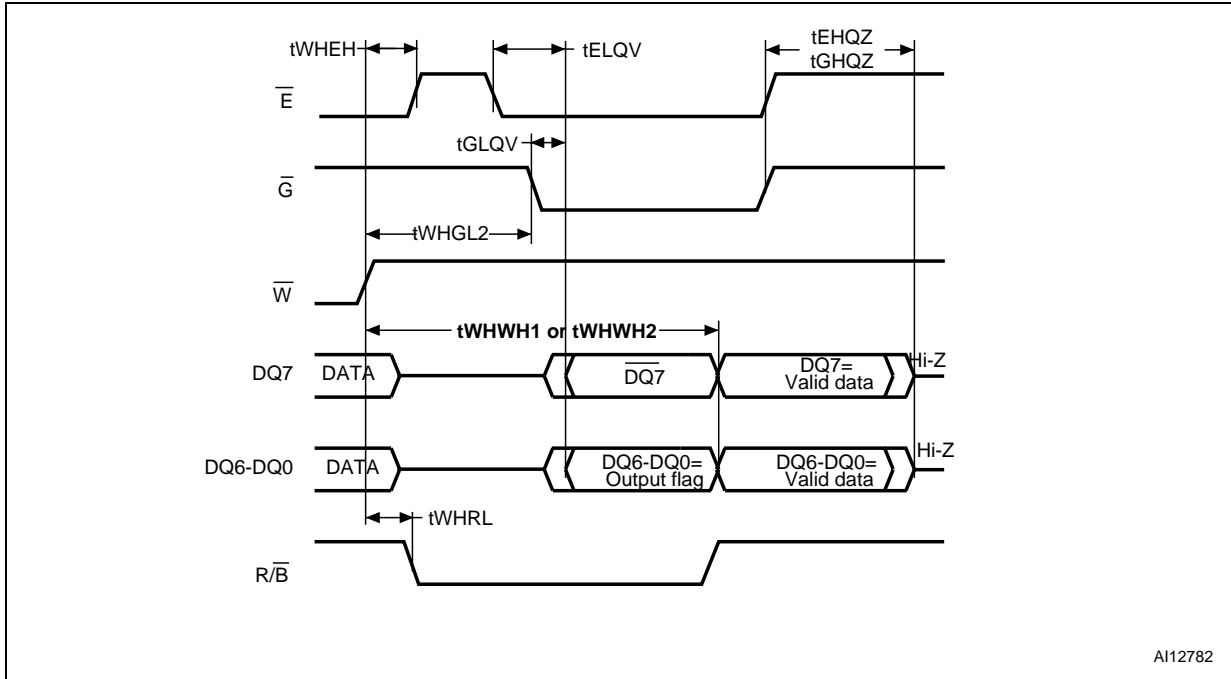 tEHQZ
tWHEH
tELQV
tGHQZ
E̅
tGLQV
G̅
tWHGL2
W̅
tWHWH1 or tWHWH2
DQ7
DATA
D̅Q̅7̅
DQ7=
Valid data
Hi-Z
DQ6-DQ0
DATA
DQ6-DQ0=
Output flag
DQ6-DQ0=
Valid data
Hi-Z
tWHRL
R/B̅
AI12782